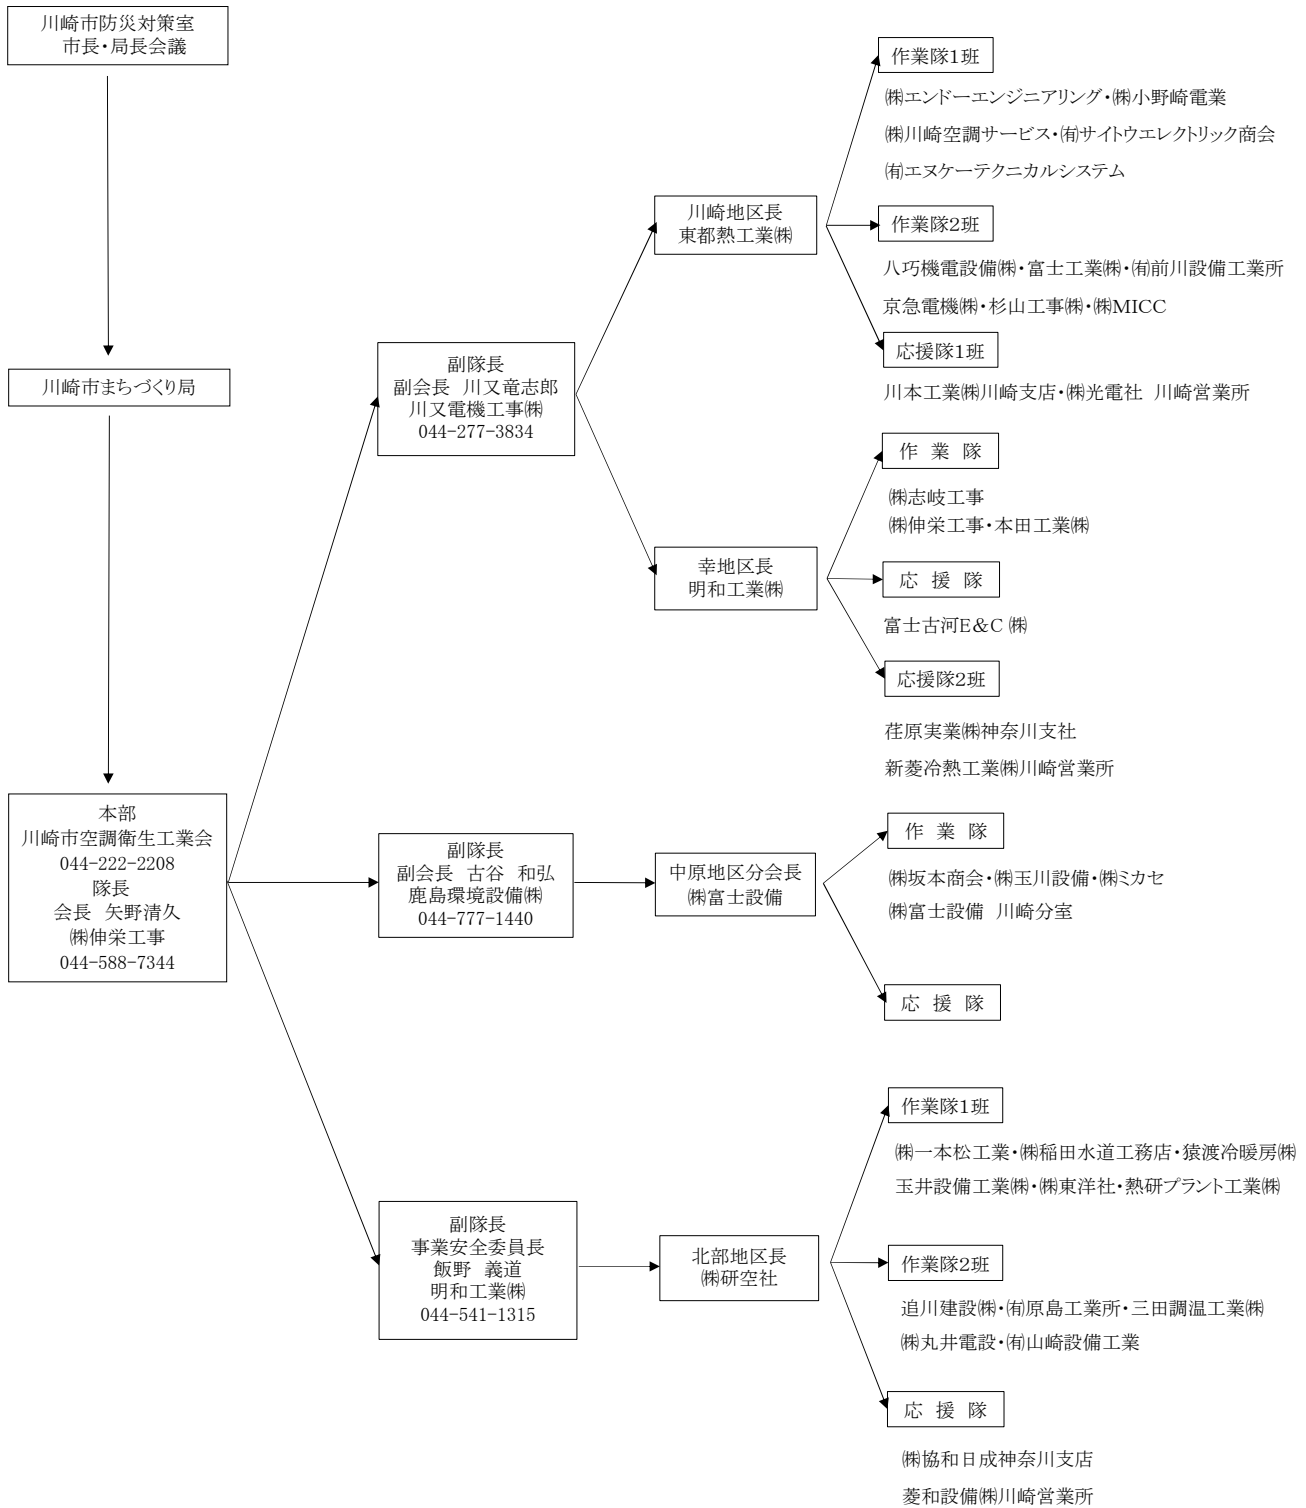 川崎市防災対策室
市長・局長会議
川崎市まちづくり局
本部
川崎市空調衛生工業会
044-222-2208
隊長
会長 矢野清久
㈱伸栄工事
044-588-7344
副隊長
副会長 川又竜志郎
川又電機工事㈱
044-277-3834
川崎地区長
東都熱工業㈱
作業隊1班
㈱エンドーエンジニアリング・㈱小野崎電業
㈱川崎空調サービス・㈲サイトウエレクトリック商会
㈲エヌケーテクニカルシステム
作業隊2班
八巧機電設備㈱・富士工業㈱・㈲前川設備工業所
京急電機㈱・杉山工事㈱・㈱MICC
応援隊1班
川本工業㈱川崎支店・㈱光電社 川崎営業所
幸地区長
明和工業㈱
作 業 隊
㈱志岐工事
㈱伸栄工事・本田工業㈱
応 援 隊
富士古河E&C ㈱
応援隊2班
荏原実業㈱神奈川支社
新菱冷熱工業㈱川崎営業所
副隊長
副会長 古谷 和弘
鹿島環境設備㈱
044-777-1440
中原地区分会長
㈱富士設備
作 業 隊
㈱坂本商会・㈱玉川設備・㈱ミカセ
㈱富士設備 川崎分室
応 援 隊
副隊長
事業安全委員長
飯野 義道
明和工業㈱
044-541-1315
北部地区長
㈱研空社
作業隊1班
㈱一本松工業・㈱稲田水道工務店・猿渡冷暖房㈱
玉井設備工業㈱・㈱東洋社・熱研プラント工業㈱
作業隊2班
追川建設㈱・㈲原島工業所・三田調温工業㈱
㈱丸井電設・㈲山崎設備工業
応 援 隊
㈱協和日成神奈川支店
菱和設備㈱川崎営業所